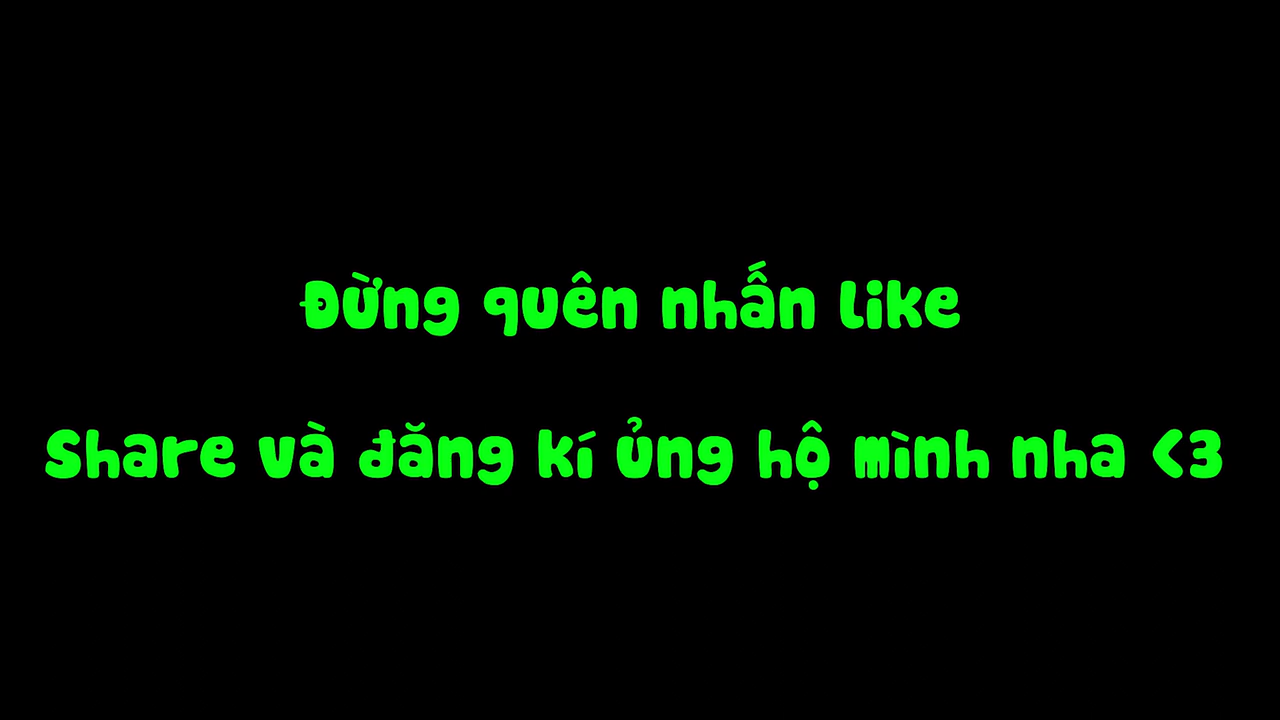 Đừng quên nhấn like
Share và đăng kí ủng hộ mình nha <3